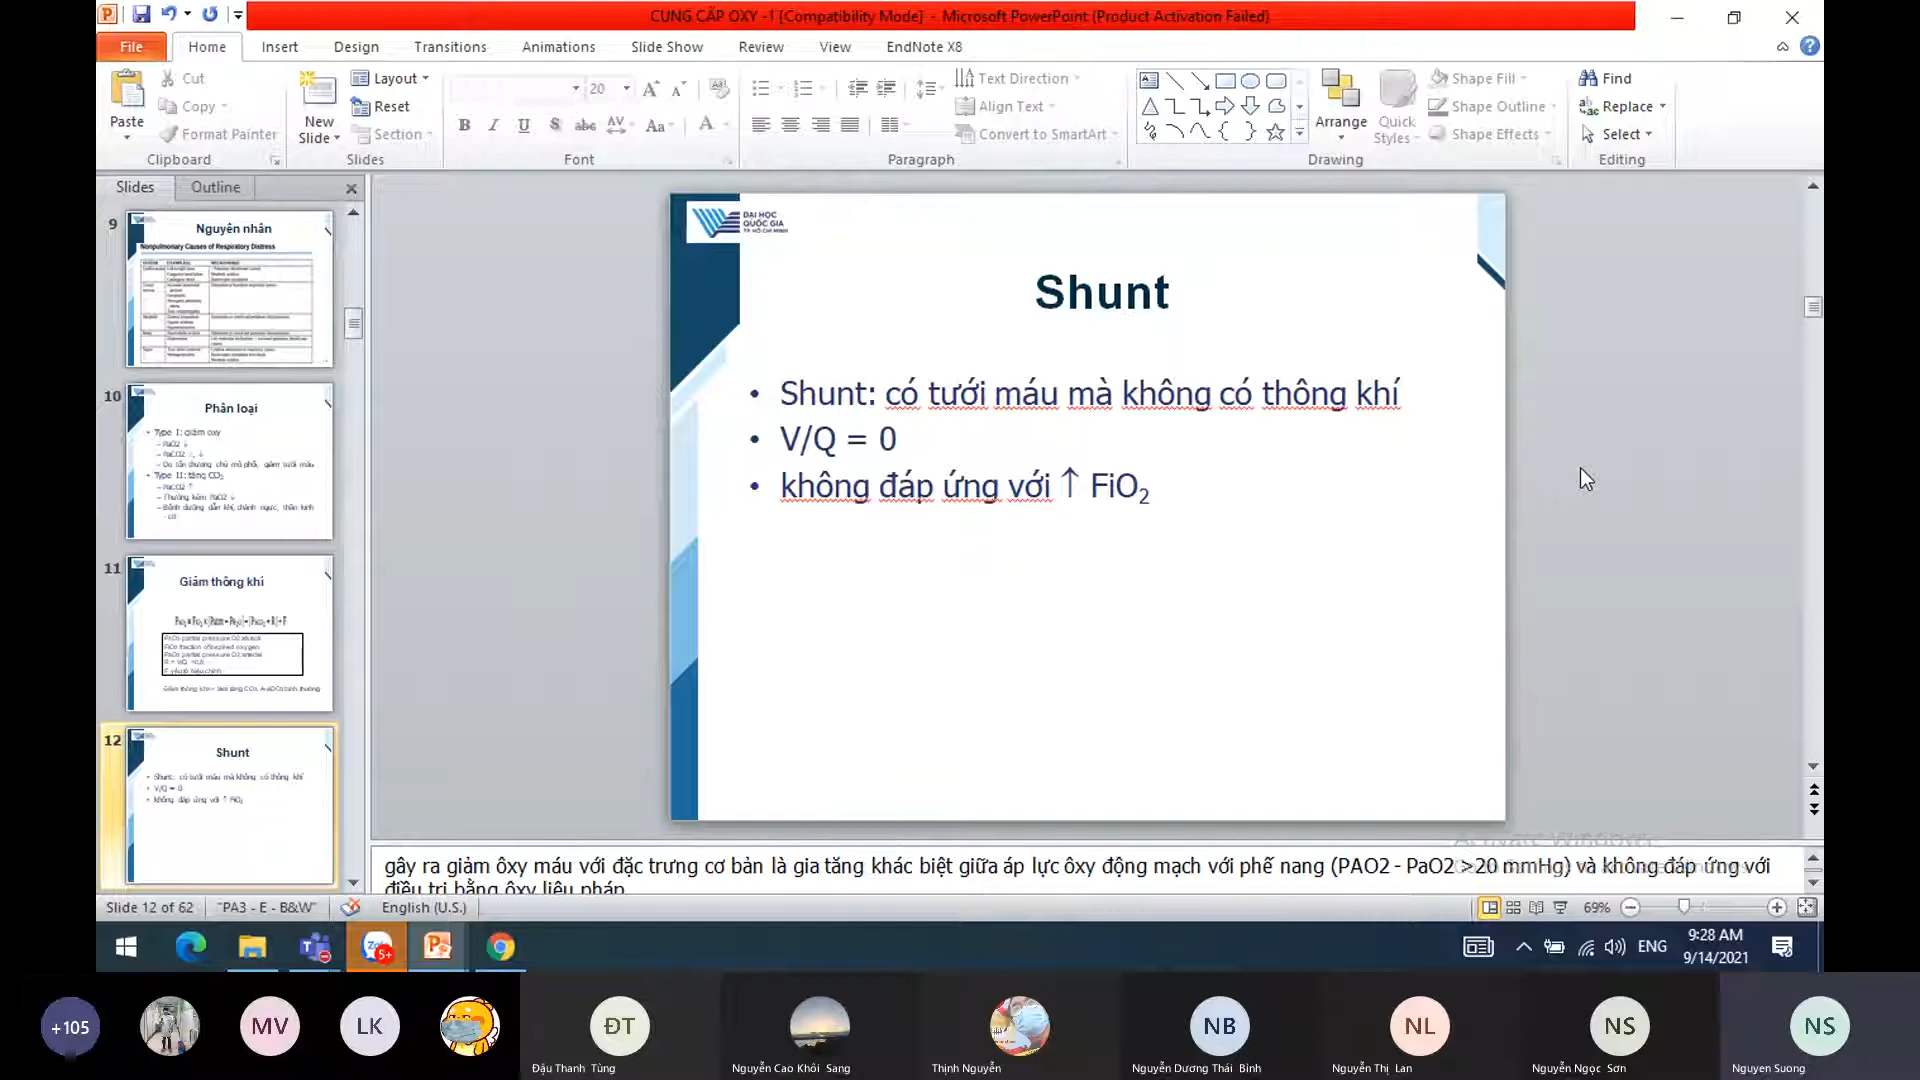 CUNG CẤP OXY -1 [Compatibility Mode] - Microsoft PowerPoint (Product Activation Failed)
File Home Insert Design Transitions Animations Slide Show Review View EndNote X8
Paste
Cut
Copy
Format Painter
Clipboard
New Slide
Layout
Reset
Section
Slides
20
Font
Text Direction
Align Text
Convert to SmartArt
Paragraph
Arrange
Quick Styles
Shape Fill
Shape Outline
Shape Effects
Drawing
Find
Replace
Select
Editing
Slides Outline
9
Nguyên nhân
Nonpulmonary Causes of Respiratory Distress
10
Phân loại
Type I: giảm oxy
PaO2 ↓
Type II: tăng CO2
PaCO2 ↑
Thường kèm PaO2 ↓
11
Giảm thông khí
12
Shunt
Shunt: có tưới máu mà không có thông khí
V/Q = 0
không đáp ứng với ↑ FiO2
ĐẠI HỌC
QUỐC GIA
TP. HỒ CHÍ MINH
Shunt
• Shunt: có tưới máu mà không có thông khí
• V/Q = 0
• không đáp ứng với ↑ FiO2
gây ra giảm ôxy máu với đặc trưng cơ bản là gia tăng khác biệt giữa áp lực ôxy động mạch với phế nang (PAO2 - PaO2 >20 mmHg) và không đáp ứng với
điều trị bằng ôxy liệu pháp
Activate Windows
Slide 12 of 62 "PA3 - E - B&W" English (U.S.) 69%
5+
ENG
9:28 AM
9/14/2021
+105 MV LK ĐT NB NL NS NS
Đậu Thanh Tùng
Nguyễn Cao Khôi Sang
Thịnh Nguyễn
Nguyễn Dương Thái Bình
Nguyễn Thị Lan
Nguyễn Ngọc Sơn
Nguyen Suong